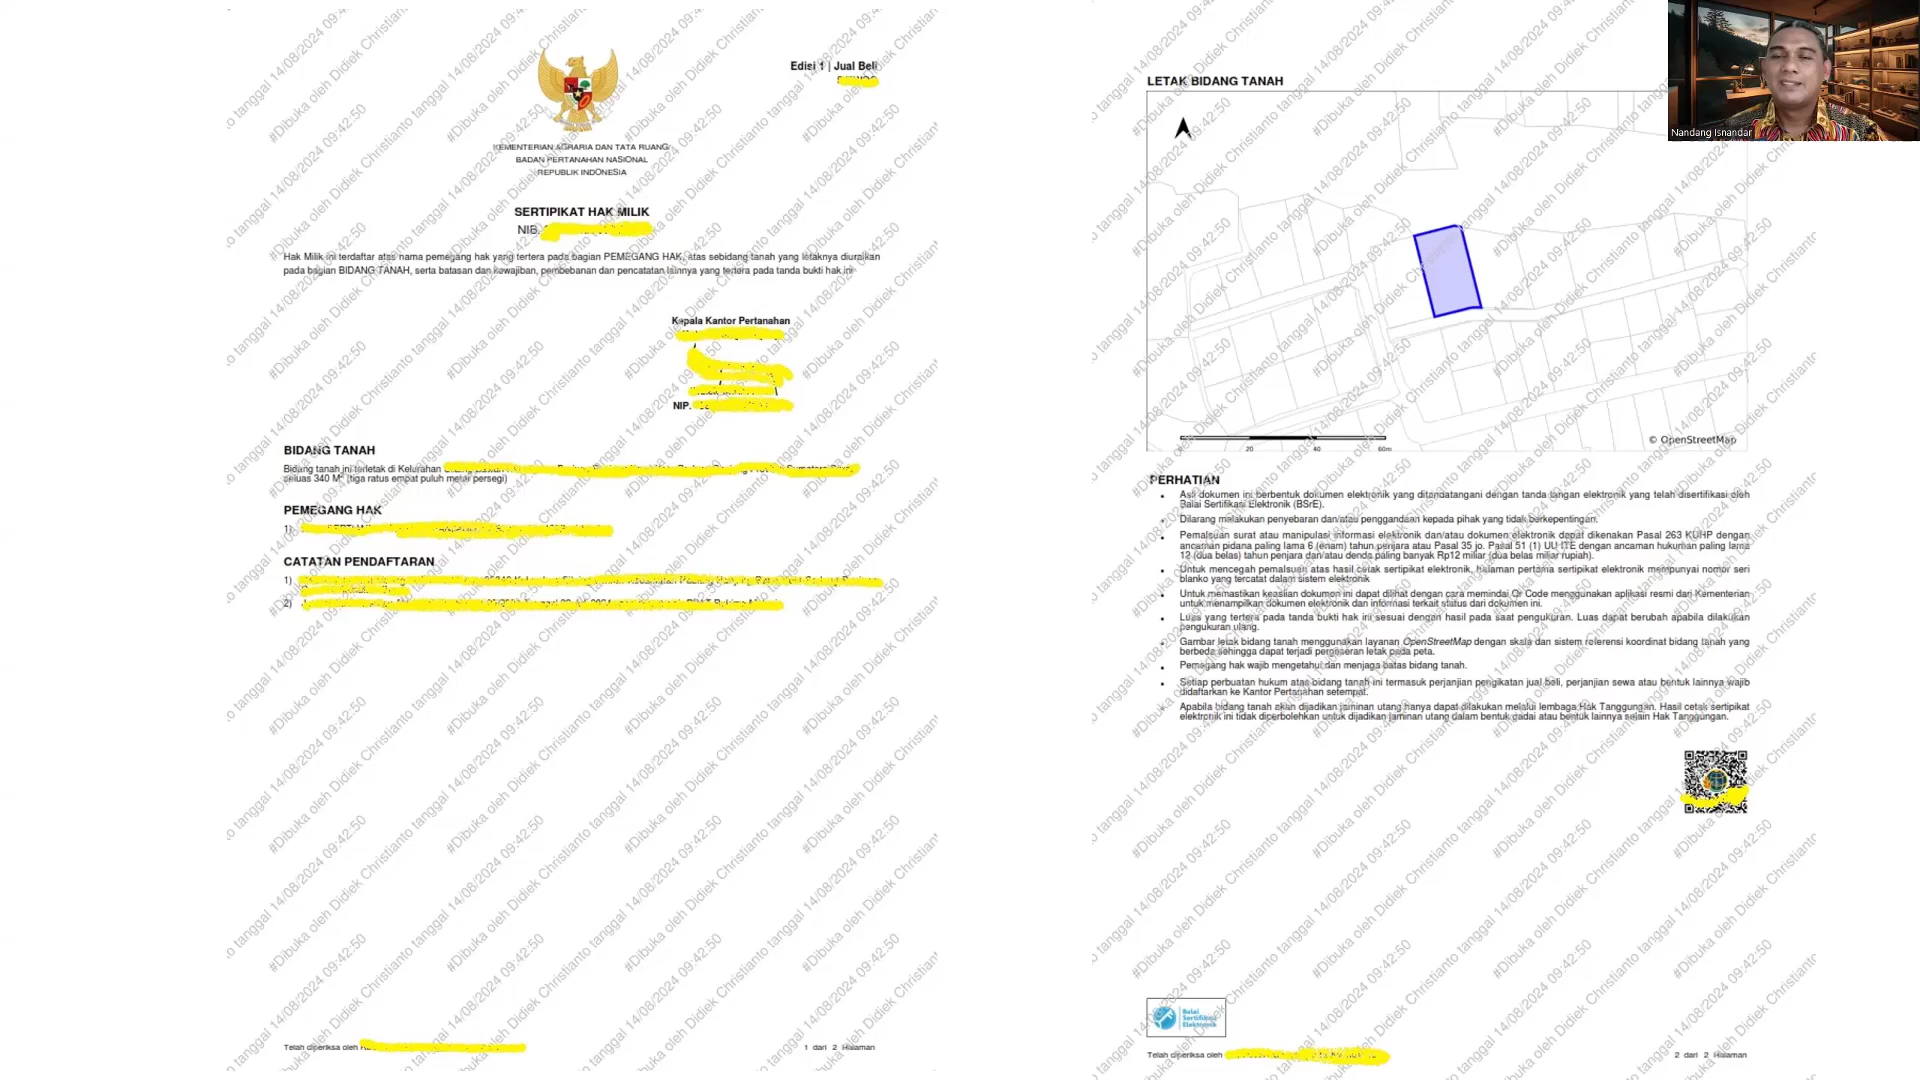 Edisi 1 | Jual Beli
KEMENTERIAN AGRARIA DAN TATA RUANG
BADAN PERTANAHAN NASIONAL
REPUBLIK INDONESIA
SERTIPIKAT HAK MILIK
NIB.
Hak Milik ini terdaftar atas nama pemegang hak yang tertera pada bagian PEMEGANG HAK, atas sebidang tanah yang letaknya diuraikan
pada bagian BIDANG TANAH, serta batasan dan kewajiban, pembebanan dan pencatatan lainnya yang tertera pada tanda bukti hak ini
Kepala Kantor Pertanahan
NIP.
BIDANG TANAH
Bidang tanah ini terletak di Kelurahan
seluas 340 M² (tiga ratus empat puluh meter persegi)
PEMEGANG HAK
1)
CATATAN PENDAFTARAN
1)
2)
Telah diperiksa oleh
1 dari 2 Halaman
LETAK BIDANG TANAH
20 40 60m
© OpenStreetMap
PERHATIAN
• Asli dokumen ini berbentuk dokumen elektronik yang ditandatangani dengan tanda tangan elektronik yang telah disertifikasi oleh
Balai Sertifikasi Elektronik (BSrE).
• Dilarang melakukan penyebaran dan/atau penggandaan kepada pihak yang tidak berkepentingan.
• Pemalsuan surat atau manipulasi informasi elektronik dan/atau dokumen elektronik dapat dikenakan Pasal 263 KUHP dengan
ancaman pidana paling lama 6 (enam) tahun penjara atau Pasal 35 jo. Pasal 51 (1) UU ITE dengan ancaman hukuman paling lama
12 (dua belas) tahun penjara dan/atau denda paling banyak Rp12 miliar (dua belas miliar rupiah).
• Untuk mencegah pemalsuan atas hasil cetak sertipikat elektronik, halaman pertama sertipikat elektronik mempunyai nomor seri
blanko yang tercatat dalam sistem elektronik
• Untuk memastikan keaslian dokumen ini dapat dilihat dengan cara memindai Qr Code menggunakan aplikasi resmi dari Kementerian
untuk menampilkan dokumen elektronik dan informasi terkait status dari dokumen ini.
• Luas yang tertera pada tanda bukti hak ini sesuai dengan hasil pada saat pengukuran. Luas dapat berubah apabila dilakukan
pengukuran ulang.
• Gambar letak bidang tanah menggunakan layanan OpenStreetMap dengan skala dan sistem referensi koordinat bidang tanah yang
berbeda sehingga dapat terjadi pergeseran letak pada peta.
• Pemegang hak wajib mengetahui dan menjaga batas bidang tanah.
• Setiap perbuatan hukum atas bidang tanah ini termasuk perjanjian pengikatan jual beli, perjanjian sewa atau bentuk lainnya wajib
didaftarkan ke Kantor Pertanahan setempat.
• Apabila bidang tanah akan dijadikan jaminan utang hanya dapat dilakukan melalui lembaga Hak Tanggungan. Hasil cetak sertipikat
elektronik ini tidak diperbolehkan untuk dijadikan jaminan utang dalam bentuk gadai atau bentuk lainnya selain Hak Tanggungan.
Balai
Sertifikasi
Elektronik
Telah diperiksa oleh
2 dari 2 Halaman
#Dibuka oleh Didiek Christianto tanggal 14/08/2024 09:42:50
Nandang Isnandar